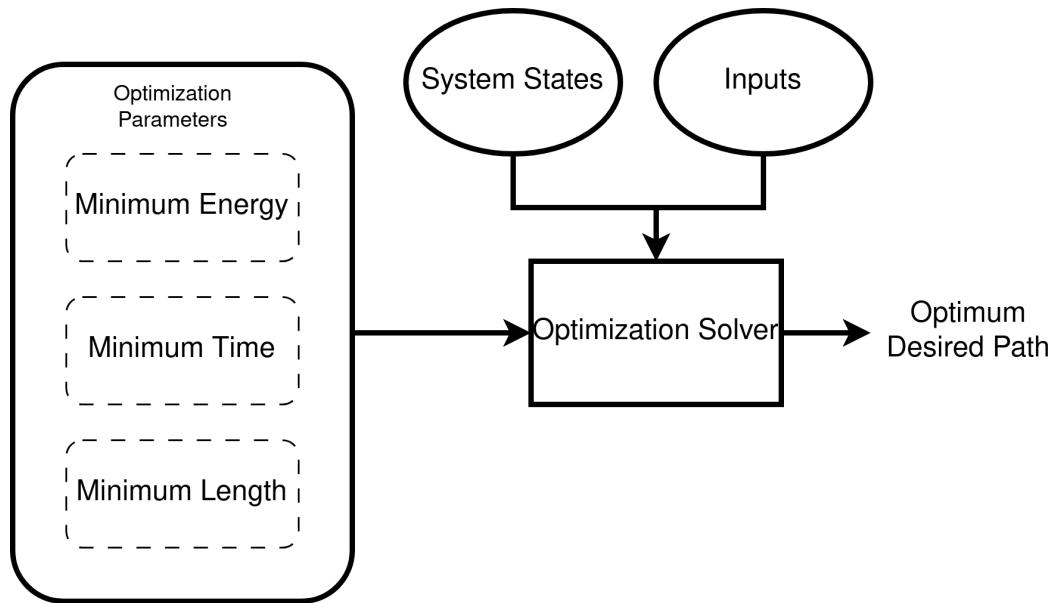 Optimization
Parameters
Minimum Energy
Minimum Time
Minimum Length
System States
Inputs
Optimization Solver
Optimum
Desired Path